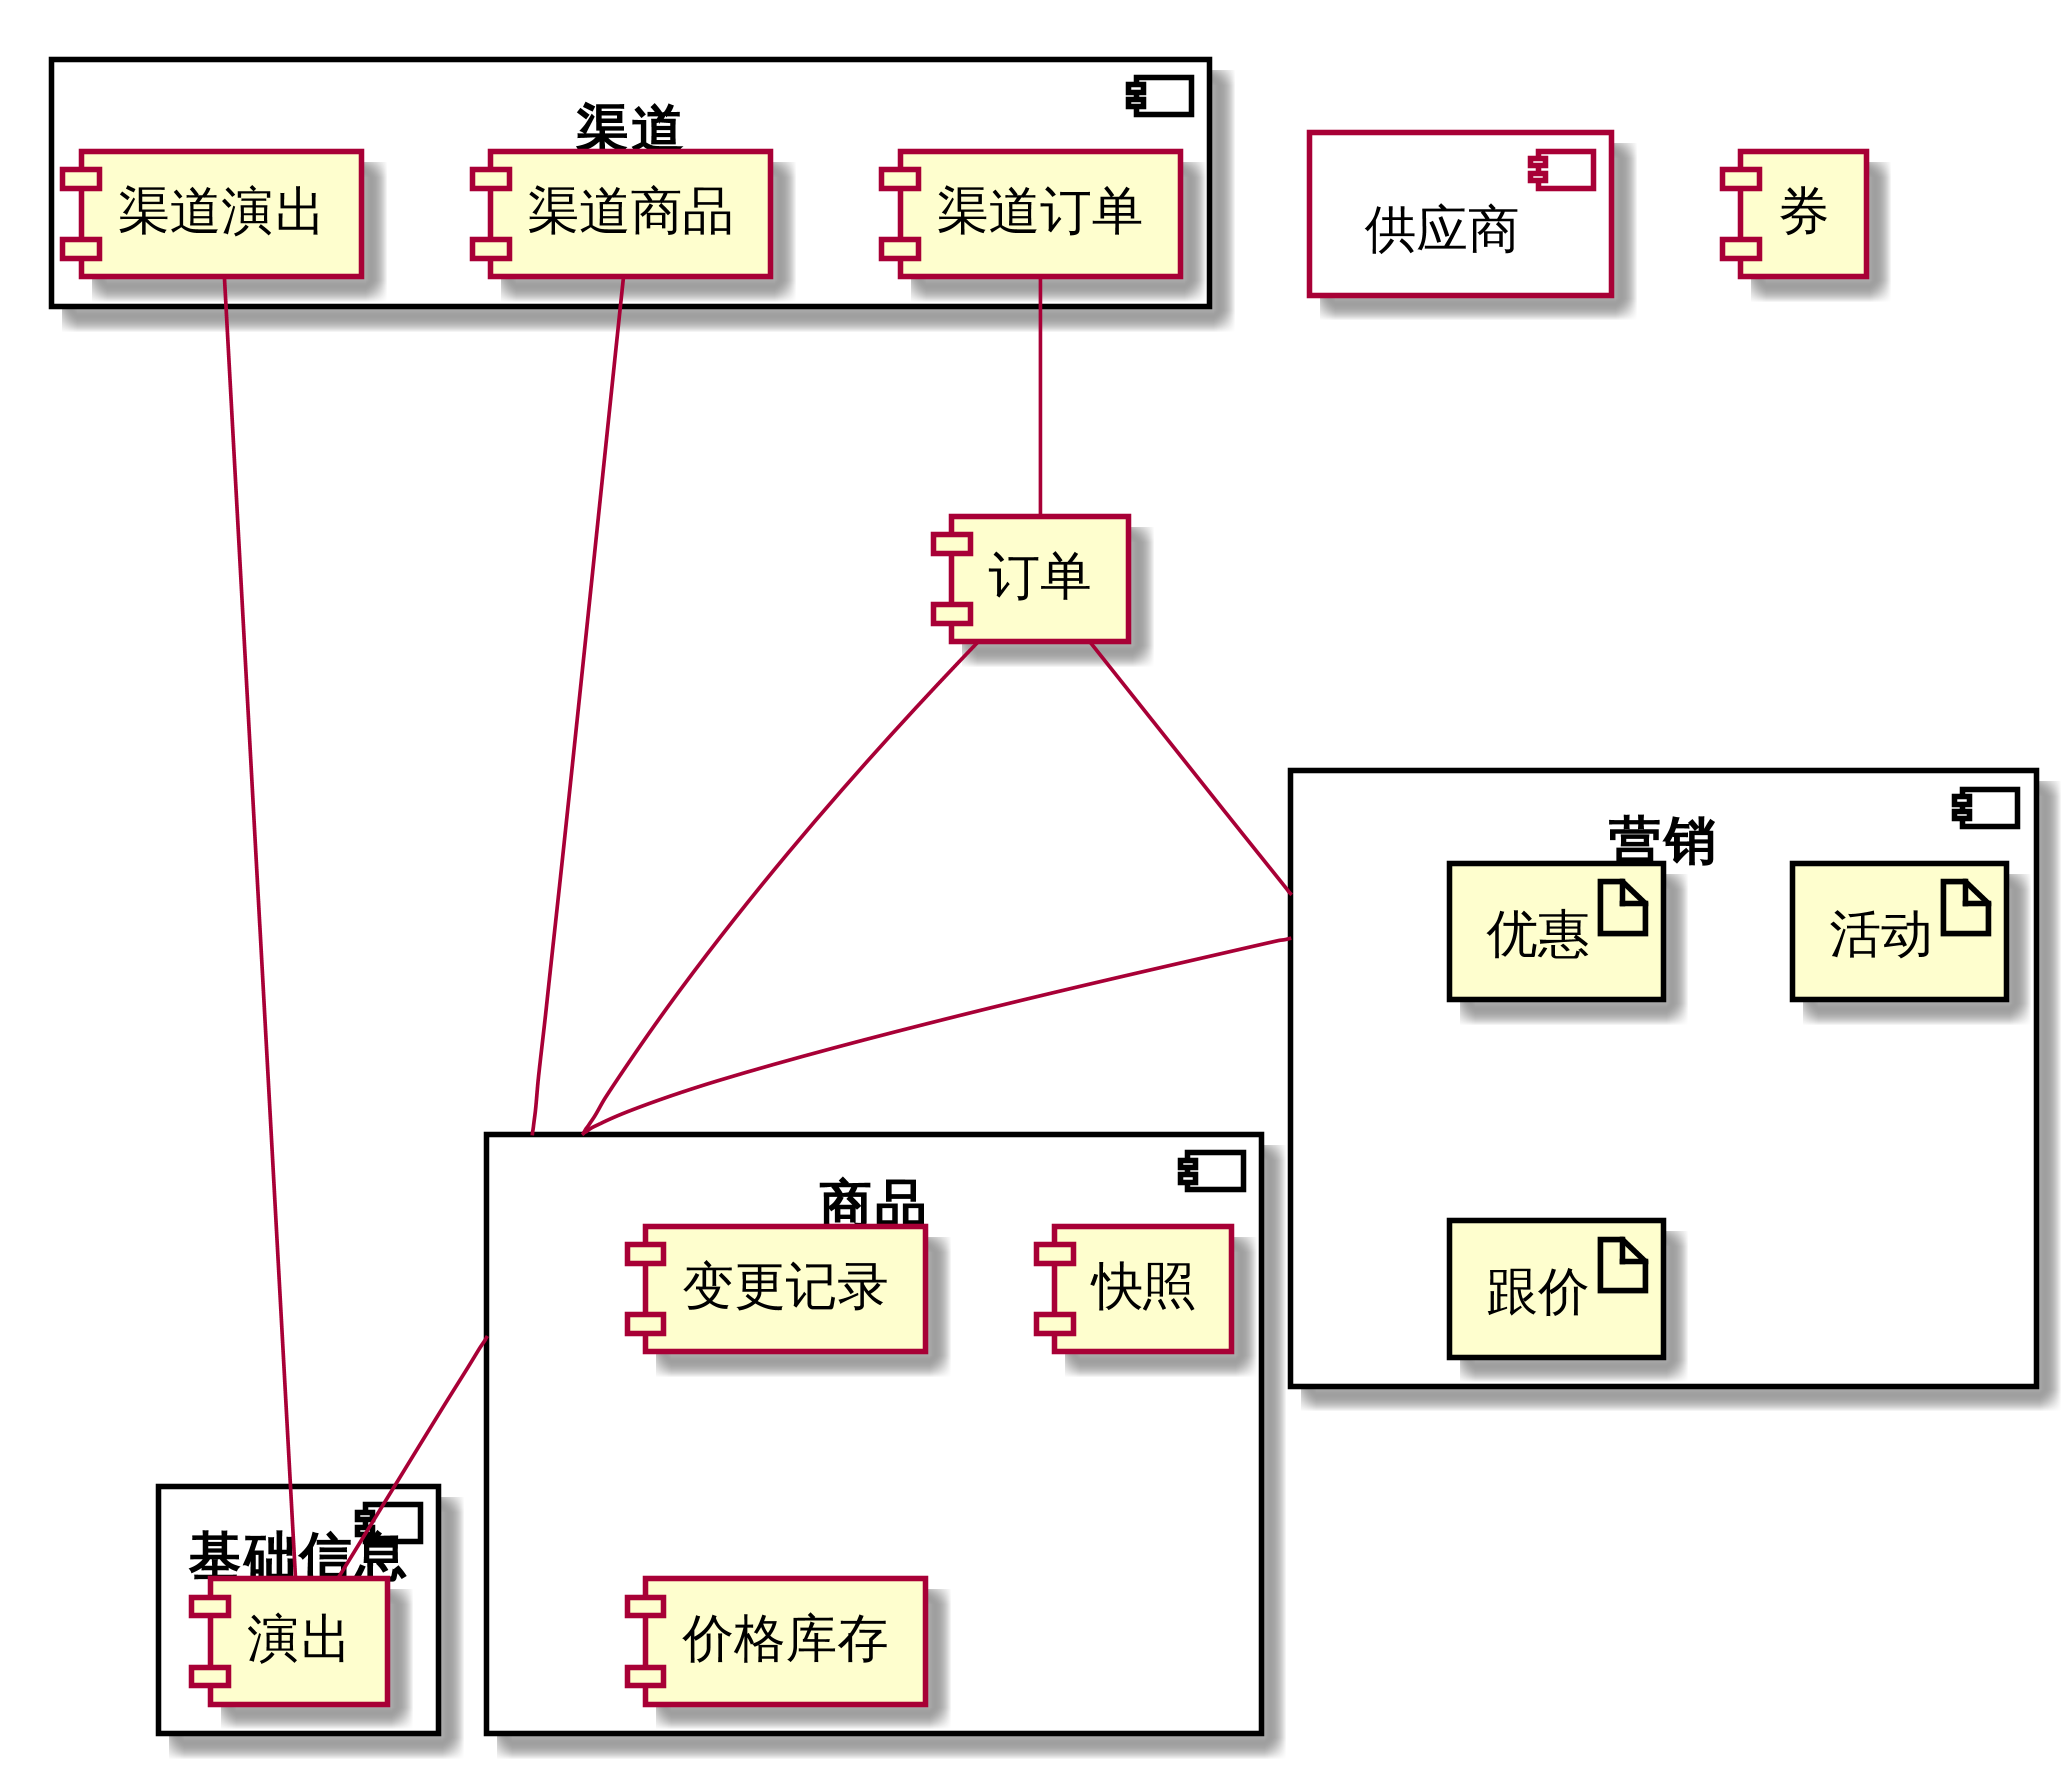 渠道
渠道演出
渠道商品
渠道订单
供应商
券
订单
营销
优惠
活动
商品
变更记录
快照
跟价
基础信息
演出
价格库存